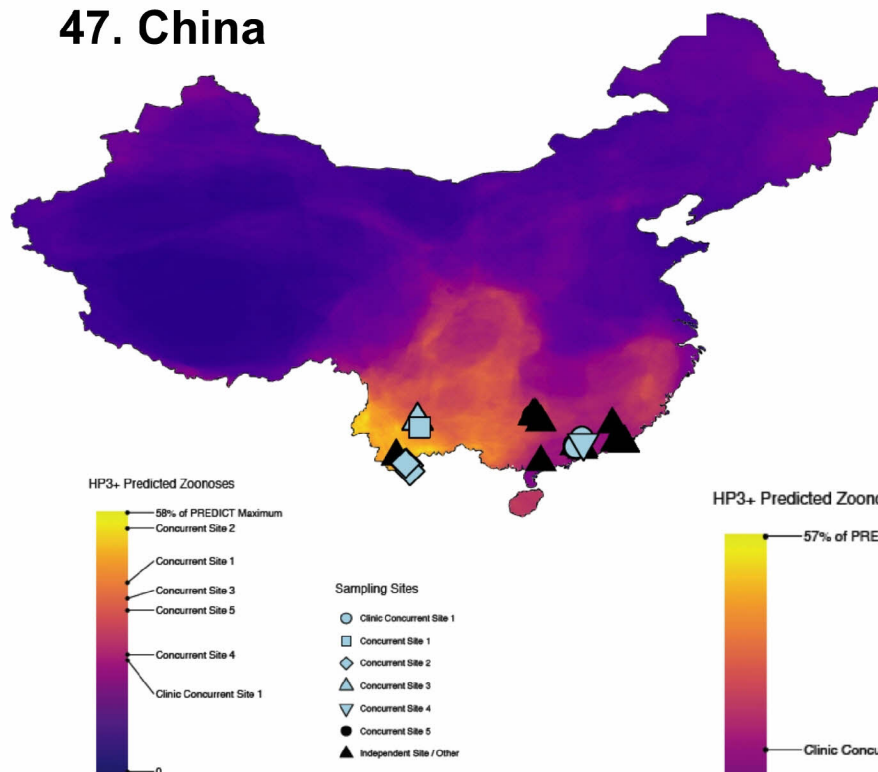 47. China
HP3+ Predicted Zoonoses
58% of PREDICT Maximum
Concurrent Site 2
Concurrent Site 1
Concurrent Site 3
Concurrent Site 5
Concurrent Site 4
Clinic Concurrent Site 1
0
Sampling Sites
Clinic Concurrent Site 1
Concurrent Site 1
Concurrent Site 2
Concurrent Site 3
Concurrent Site 4
Concurrent Site 5
Independent Site / Other
HP3+ Predicted Zoono
57% of PRE
Clinic Concu